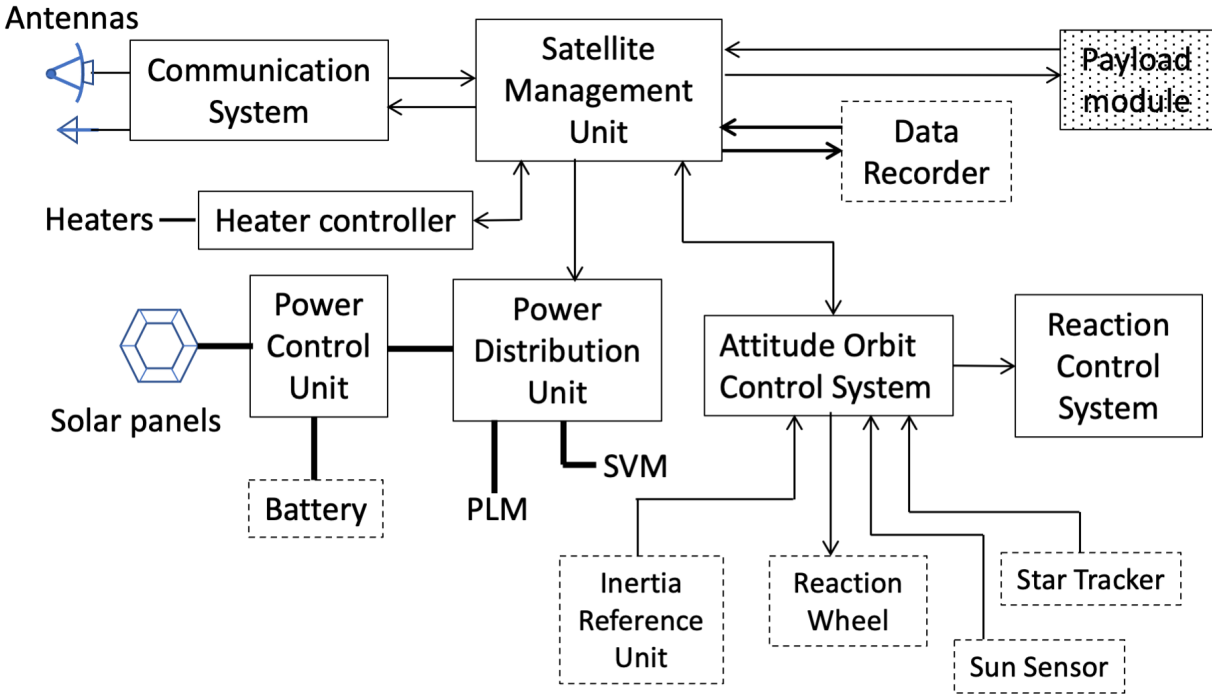 Antennas
Communication
System
Satellite
Management
Unit
Payload
module
Data
Recorder
Heaters
Heater controller
Power
Control
Unit
Power
Distribution
Unit
Attitude Orbit
Control System
Reaction
Control
System
Solar panels
SVM
Battery
PLM
Inertia
Reference
Unit
Reaction
Wheel
Star Tracker
Sun Sensor